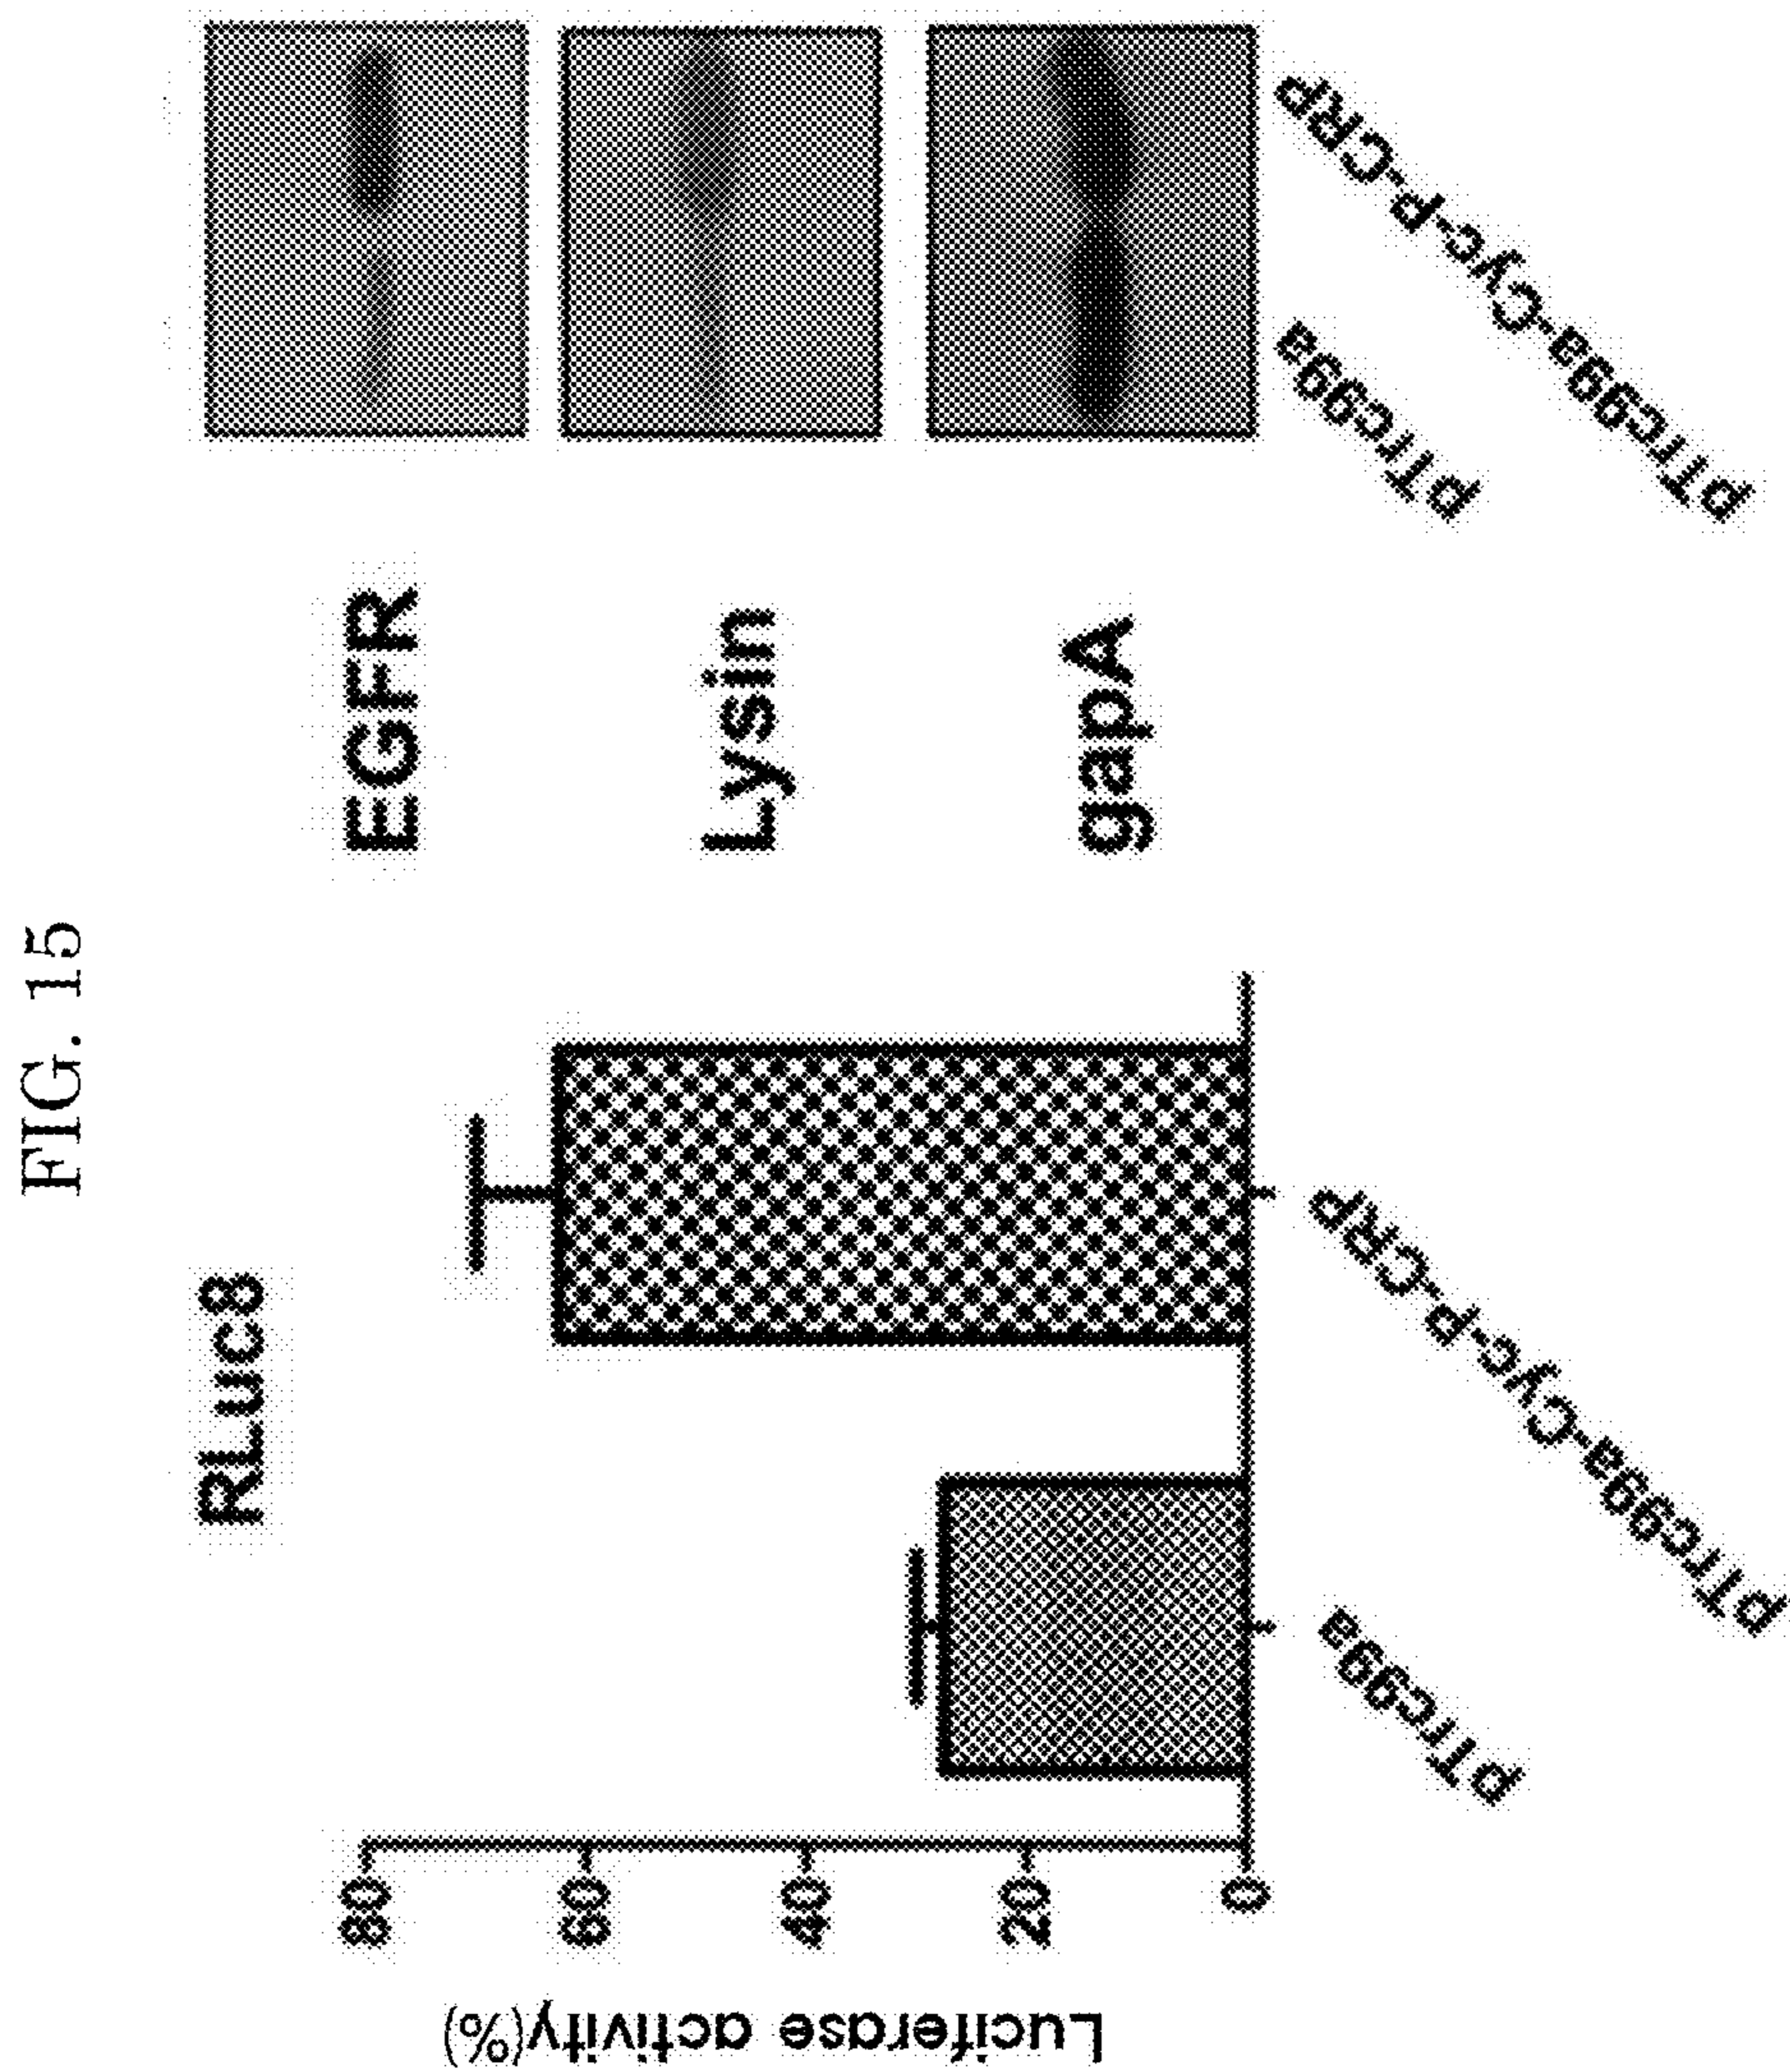 FIG. 15
RLuc8
Luciferase activity(%)
80
60
40
20
0
pTrc99a
pTrc99a-Cyc-P-CRP
EGFR
Lysin
gapA
pTrc99a
pTrc99a-Cyc-P-CRP